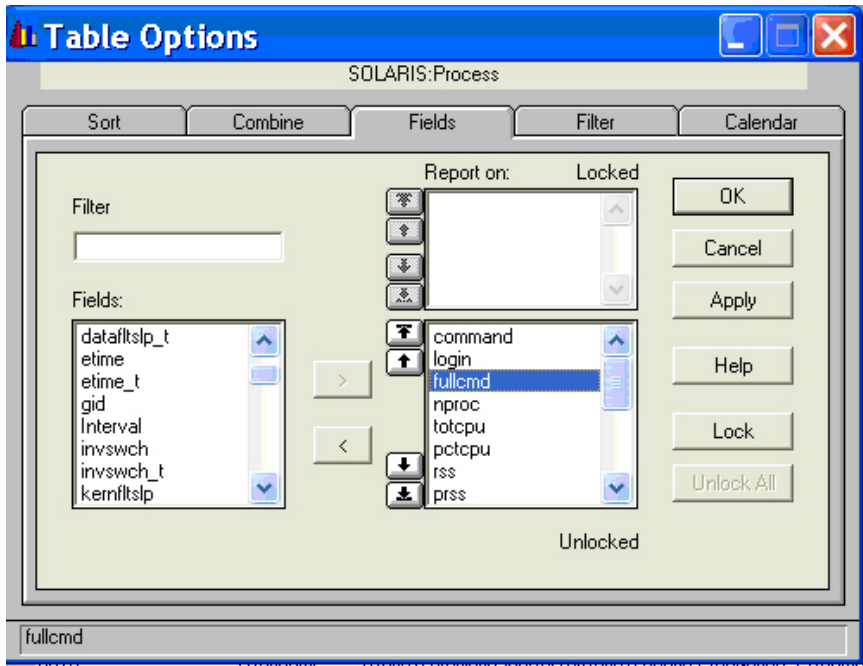 Table Options
SOLARIS:Process
Sort Combine Fields Filter Calendar
Report on: Locked
Filter
OK
Cancel
Apply
Help
Lock
Unlock All
Fields:
datafltslp_t
etime
etime_t
gid
Interval
invswch
invswch_t
kernfltslp
>
<
command
login
fullcmd
nproc
totcpu
pctcpu
rss
prss
Unlocked
fullcmd